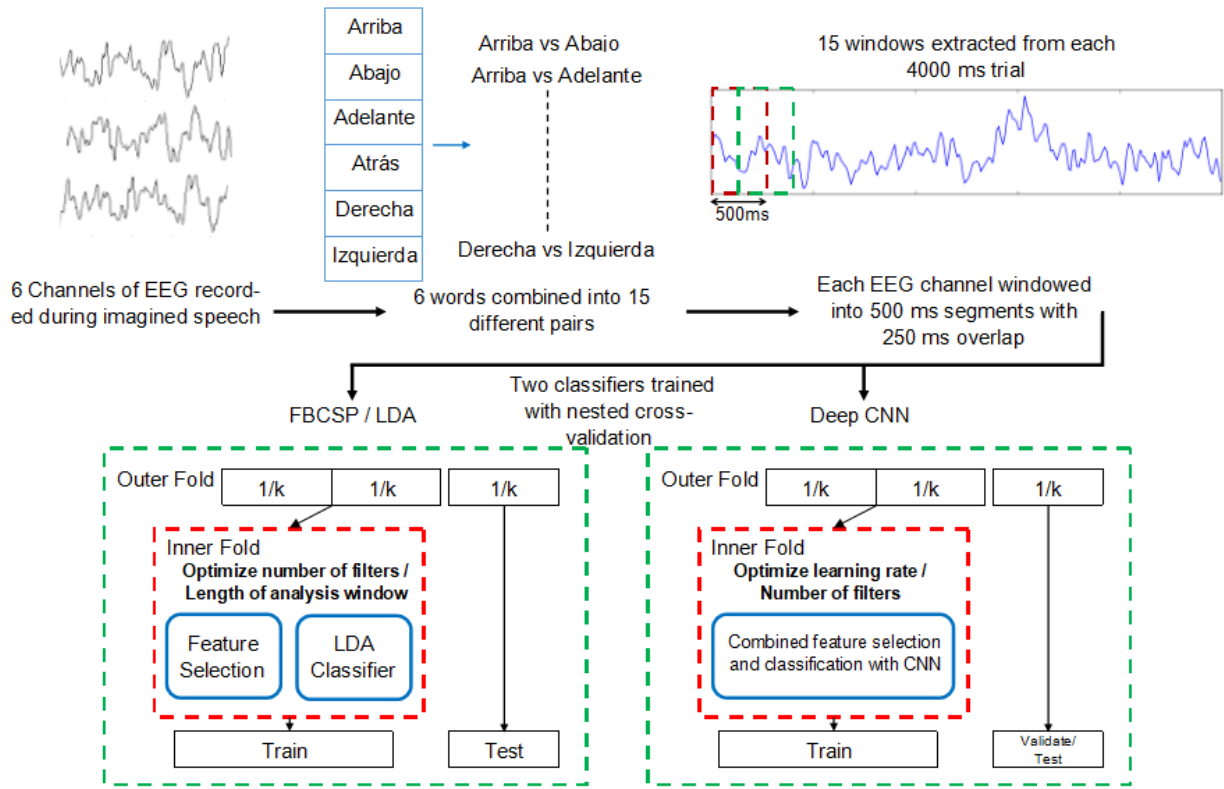 Arriba
Abajo
Adelante
Atrás
Derecha
Izquierda
Arriba vs Abajo
Arriba vs Adelante
Derecha vs Izquierda
15 windows extracted from each
4000 ms trial
500ms
6 Channels of EEG record-
ed during imagined speech
6 words combined into 15
different pairs
Each EEG channel windowed
into 500 ms segments with
250 ms overlap
Two classifiers trained
with nested cross-
validation
FBCSP / LDA
Deep CNN
Outer Fold
1/k
1/k
1/k
Inner Fold
Optimize number of filters /
Length of analysis window
Feature
Selection
LDA
Classifier
Train
Test
Outer Fold
1/k
1/k
1/k
Inner Fold
Optimize learning rate /
Number of filters
Combined feature selection
and classification with CNN
Train
Validate/
Test